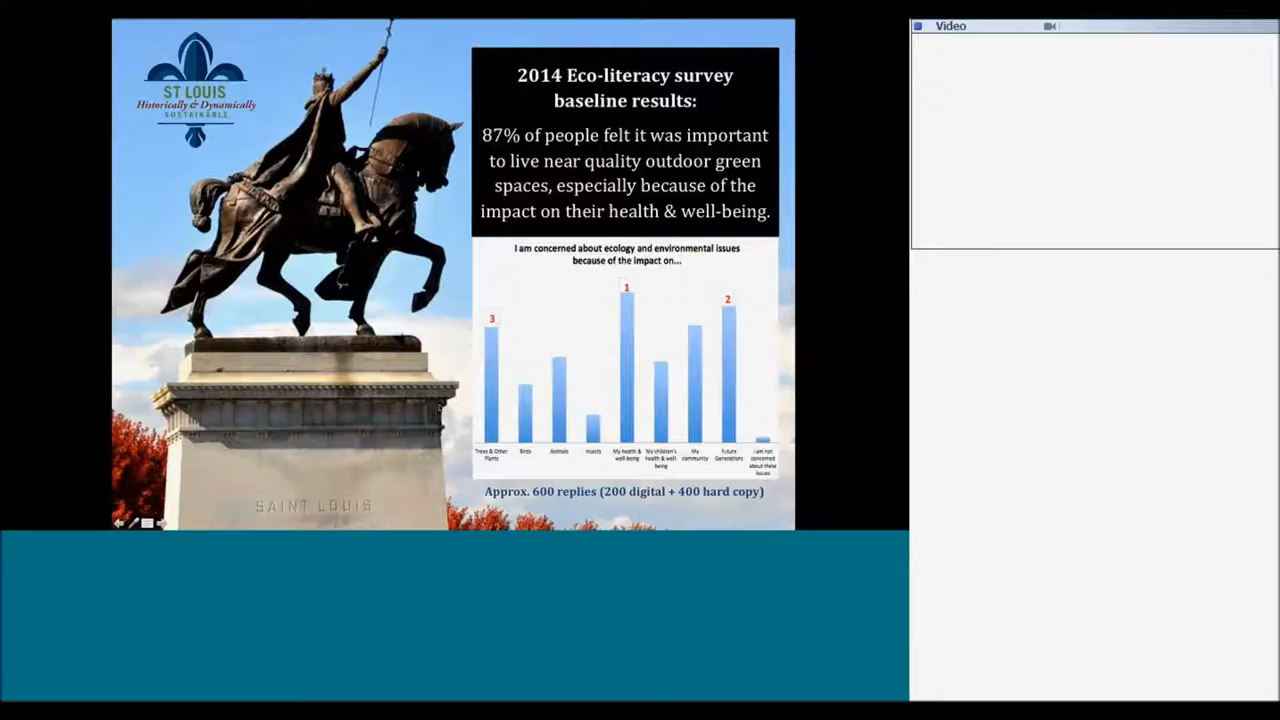 Video
ST LOUIS
Historically & Dynamically
SUSTAINABLE
2014 Eco-literacy survey
baseline results:
87% of people felt it was important
to live near quality outdoor green
spaces, especially because of the
impact on their health & well-being.
I am concerned about ecology and environmental issues
because of the impact on...
3
1
2
Trees & Other
Plants
Birds
Animals
Insects
My health &
well-being
My children's
health & well-
being
My
community
Future
Generations
I am not
concerned
about these
issues
Approx. 600 replies (200 digital + 400 hard copy)
SAINT LOUIS